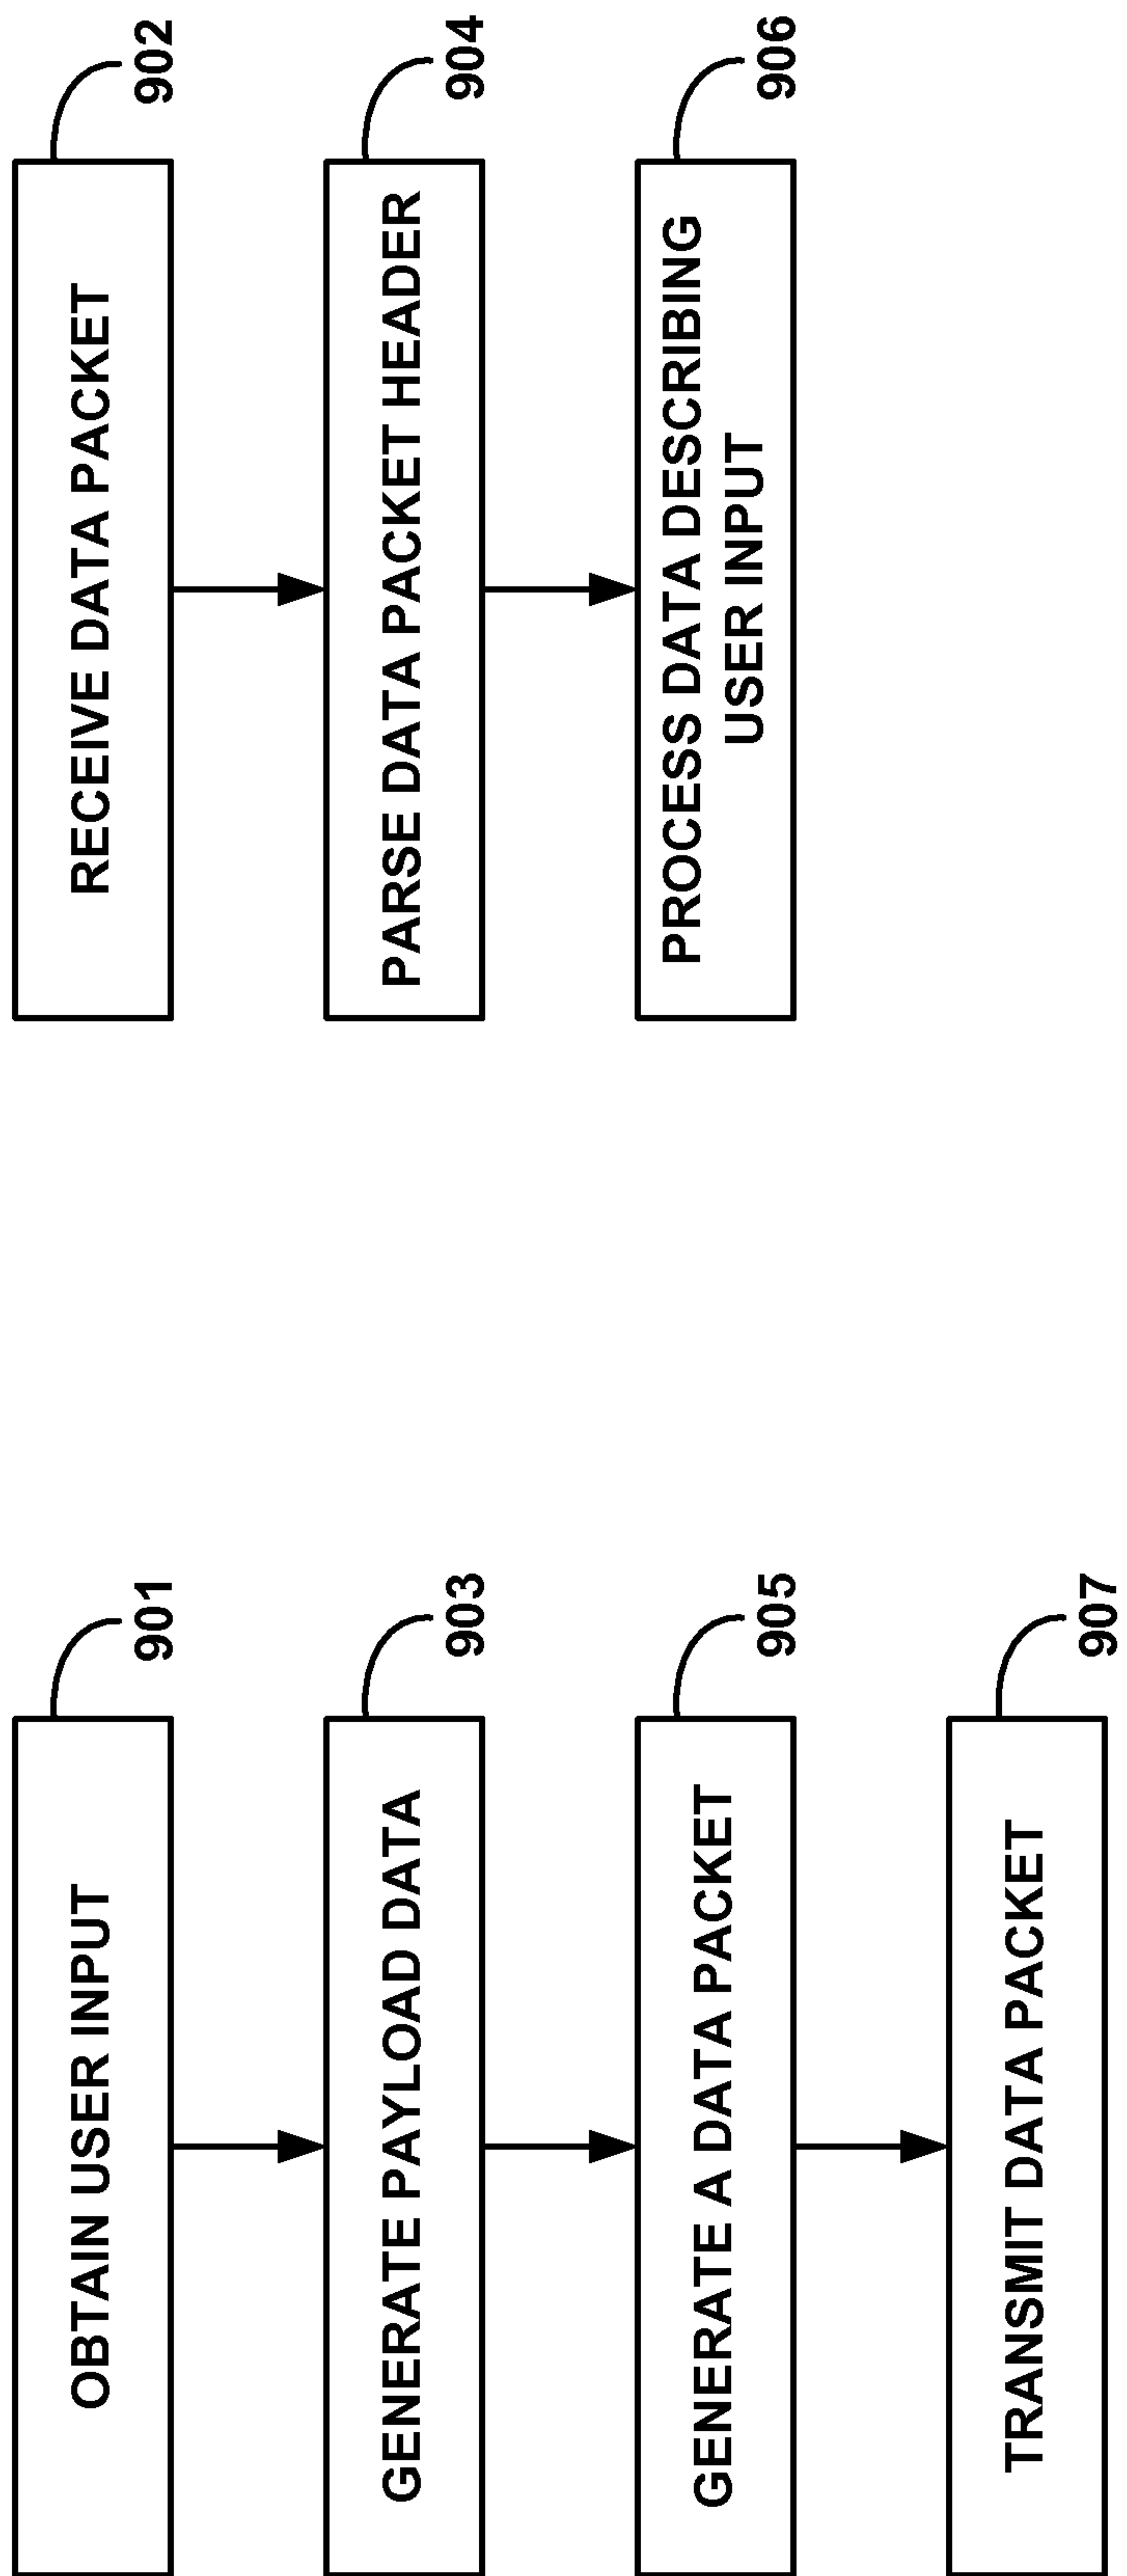 OBTAIN USER INPUT
901
GENERATE PAYLOAD DATA
903
GENERATE A DATA PACKET
905
TRANSMIT DATA PACKET
907
RECEIVE DATA PACKET
902
PARSE DATA PACKET HEADER
904
PROCESS DATA DESCRIBING
USER INPUT
906